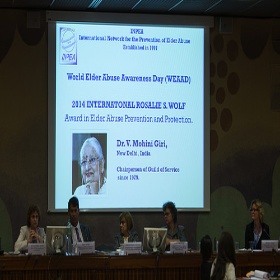 INPEA
International Network for the Prevention of Elder Abuse
Established in 1997
INPEA
World Elder Abuse Awareness Day (WEAAD)
2014 INTERNATONAL ROSALIE S. WOLF
Award in Elder Abuse Prevention and Protection.
Dr. V. Mohini Giri,
New Delhi, India.
Chairperson of Guild of Service
since 1979.